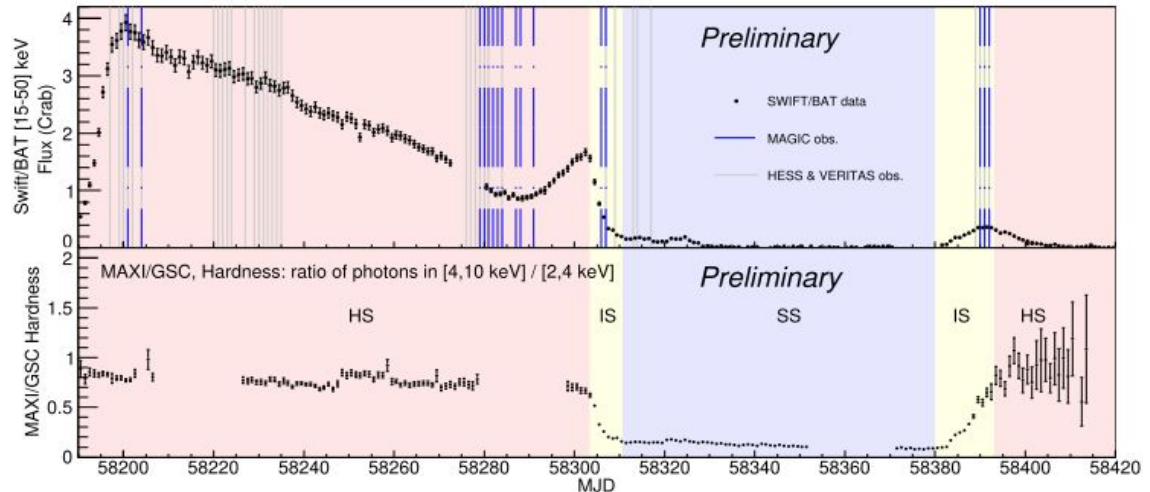 Swift/BAT [15-50] keV
Flux (Crab)
4
3
2
1
0
Preliminary
SWIFT/BAT data
MAGIC obs.
HESS & VERITAS obs.
MAXI/GSC Hardness
2
1.5
1
0.5
0
MAXI/GSC, Hardness: ratio of photons in [4,10 keV] / [2,4 keV]
Preliminary
HS IS SS IS HS
58200 58220 58240 58260 58280 58300 58320 58340 58360 58380 58400 58420
MJD